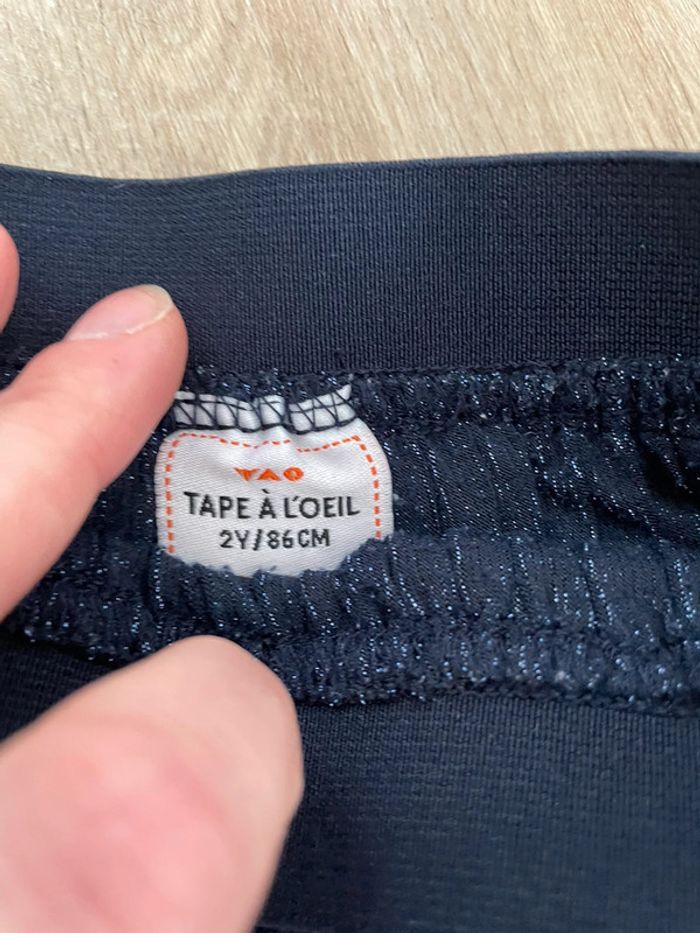 TAO
TAPE À L'OEIL
2Y/86CM